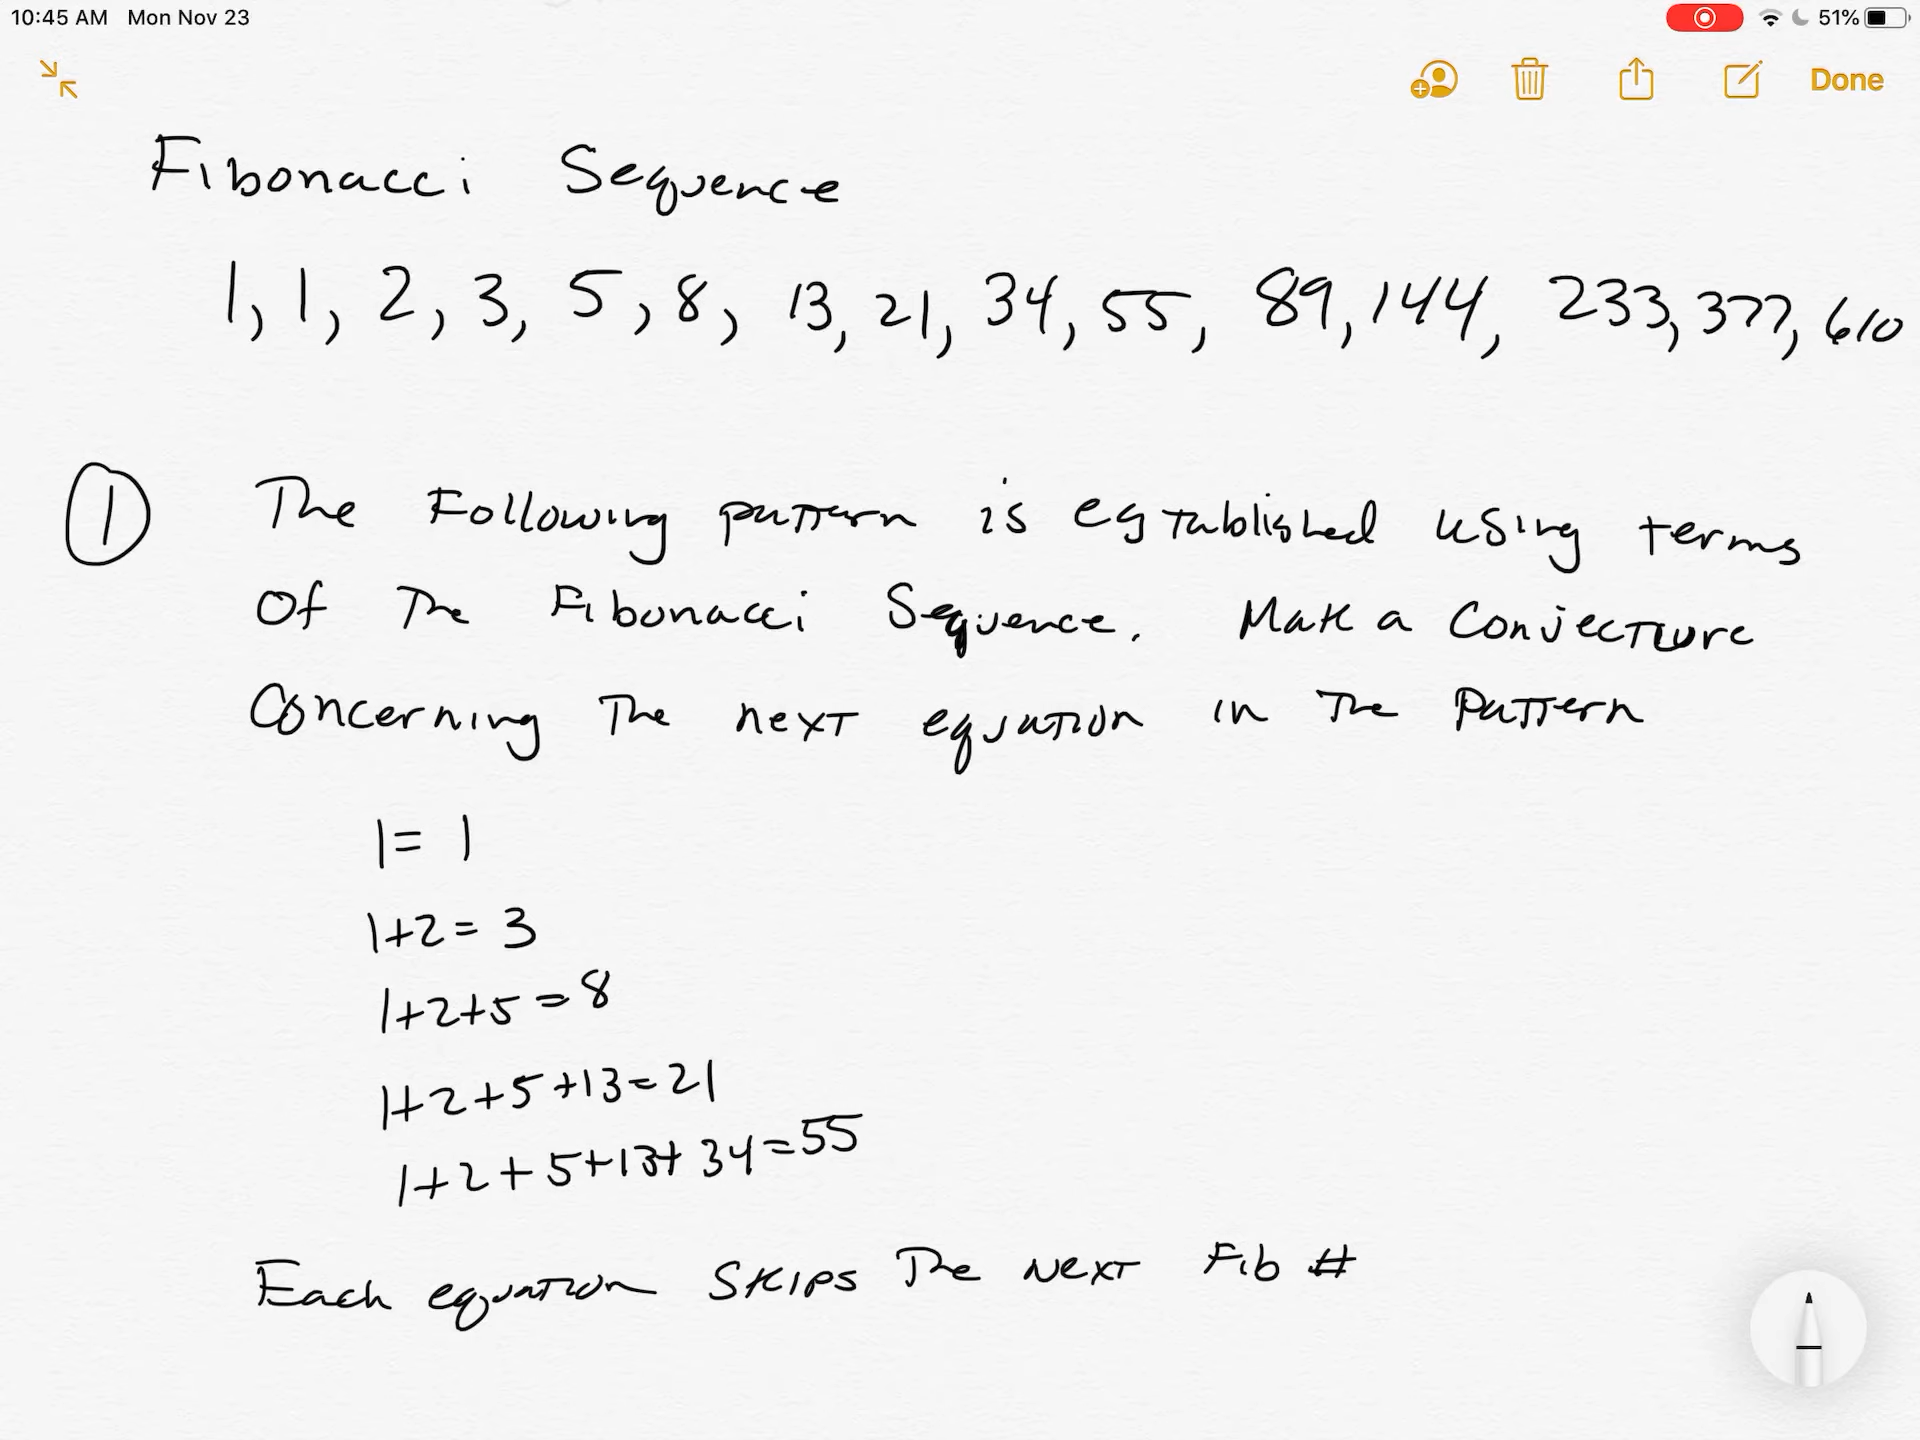 10:45 AM Mon Nov 23 51%
Done
Fibonacci Sequence
1, 1, 2, 3, 5, 8, 13, 21, 34, 55, 89, 144, 233, 377, 610
1 The Following pattern is established using terms
Of The Fibonacci Sequence. Make a Conjecture
Concerning The next equation in The Pattern
1 = 1
1+2 = 3
1+2+5 = 8
1+2+5+13=21
1+2+5+13+34=55
Each equation SKIPS The NEXT Fib #